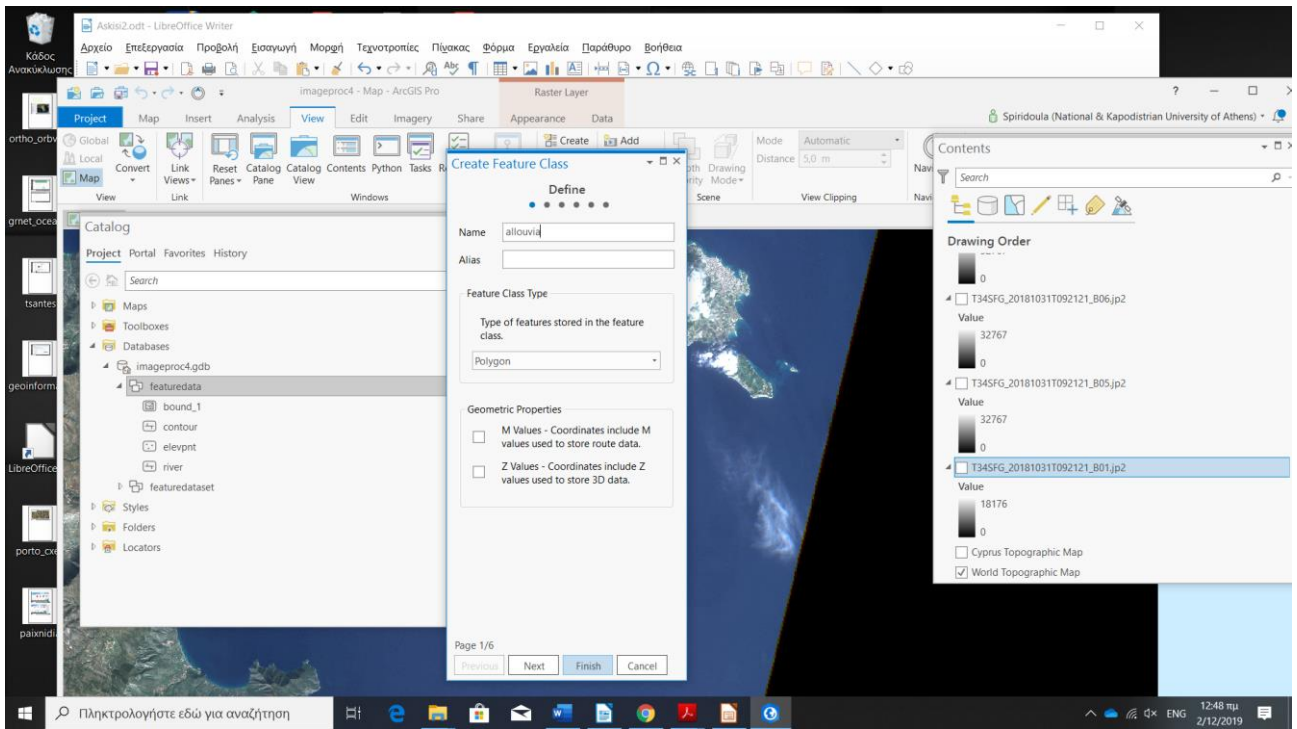 Askisi2.odt - LibreOffice Writer
Κάδος
Ανακύκλωσης
Αρχείο Επεξεργασία Προβολή Εισαγωγή Μορφή Τεχνοτροπίες Πίνακας Φόρμα Εργαλεία Παράθυρο Βοήθεια
imageproc4 - Map - ArcGIS Pro
Raster Layer
?
Project Map Insert Analysis View Edit Imagery Share Appearance Data
Spiridoula (National & Kapodistrian University of Athens)
ortho_orbv
Global
Local
Map
Convert
Link
Views
Reset
Panes
Catalog
Pane
Catalog
View
Contents
Python
Tasks
Create
Add
Drawing
Mode
Mode Automatic
Distance 5,0 m
Navi
View
Link
Windows
Scene
View Clipping
Navi
grnet_ocea
tsantes
geoinform.
LibreOffice
porto_cxe
paixnidi.
Catalog
Project Portal Favorites History
Search
Maps
Toolboxes
Databases
imageproc4.gdb
featuredata
bound_1
contour
elevpnt
river
featuredataset
Styles
Folders
Locators
Create Feature Class
Define
Name allouvia
Alias
Feature Class Type
Type of features stored in the feature
class.
Polygon
Geometric Properties
M Values - Coordinates include M
values used to store route data.
Z Values - Coordinates include Z
values used to store 3D data.
Page 1/6
Previous Next Finish Cancel
Contents
Search
Drawing Order
0
T34SFG_20181031T092121_B06.jp2
Value
32767
0
T34SFG_20181031T092121_B05.jp2
Value
32767
0
T34SFG_20181031T092121_B01.jp2
Value
18176
0
Cyprus Topographic Map
World Topographic Map
Πληκτρολογήστε εδώ για αναζήτηση
ENG
12:48 πμ
2/12/2019